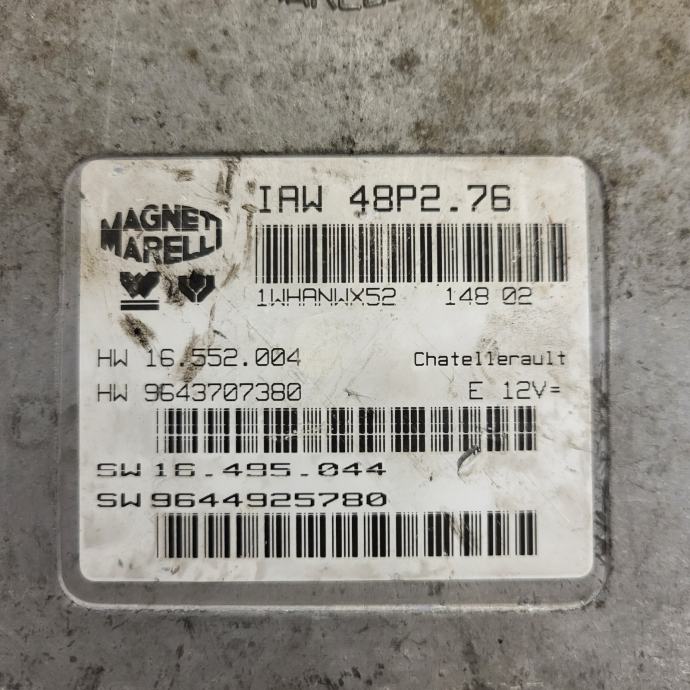 IAW 48P2.76
MAGNETI
MARELLI
1WHANWX52 148 02
HW 16.552.004 Chatellerault
HW 9643707380 E 12V=
SW 16.495.044
SW 9644925780